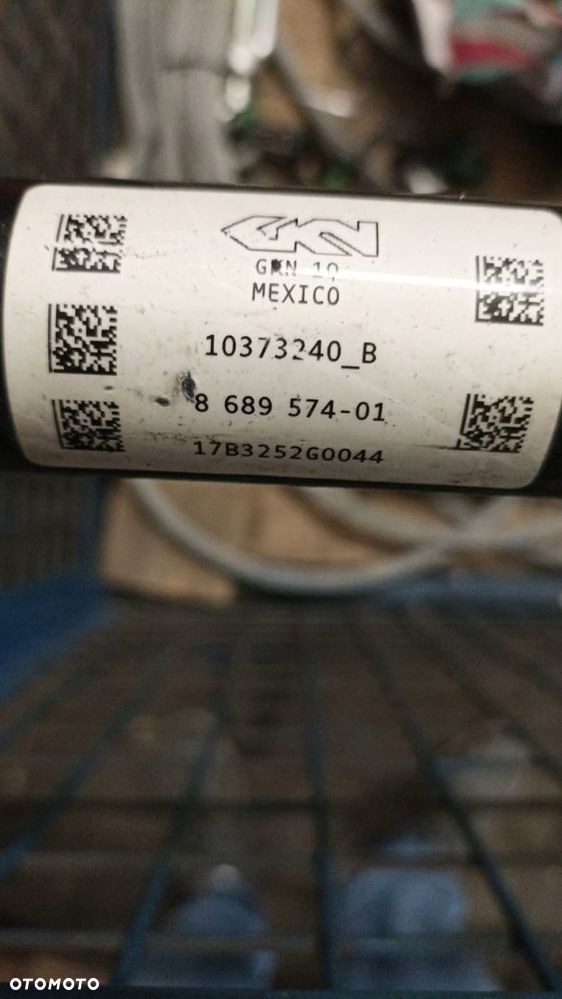 GKN
GKN 10
MEXICO
10373240_B
8 689 574-01
17B3252G0044
OTOMOTO